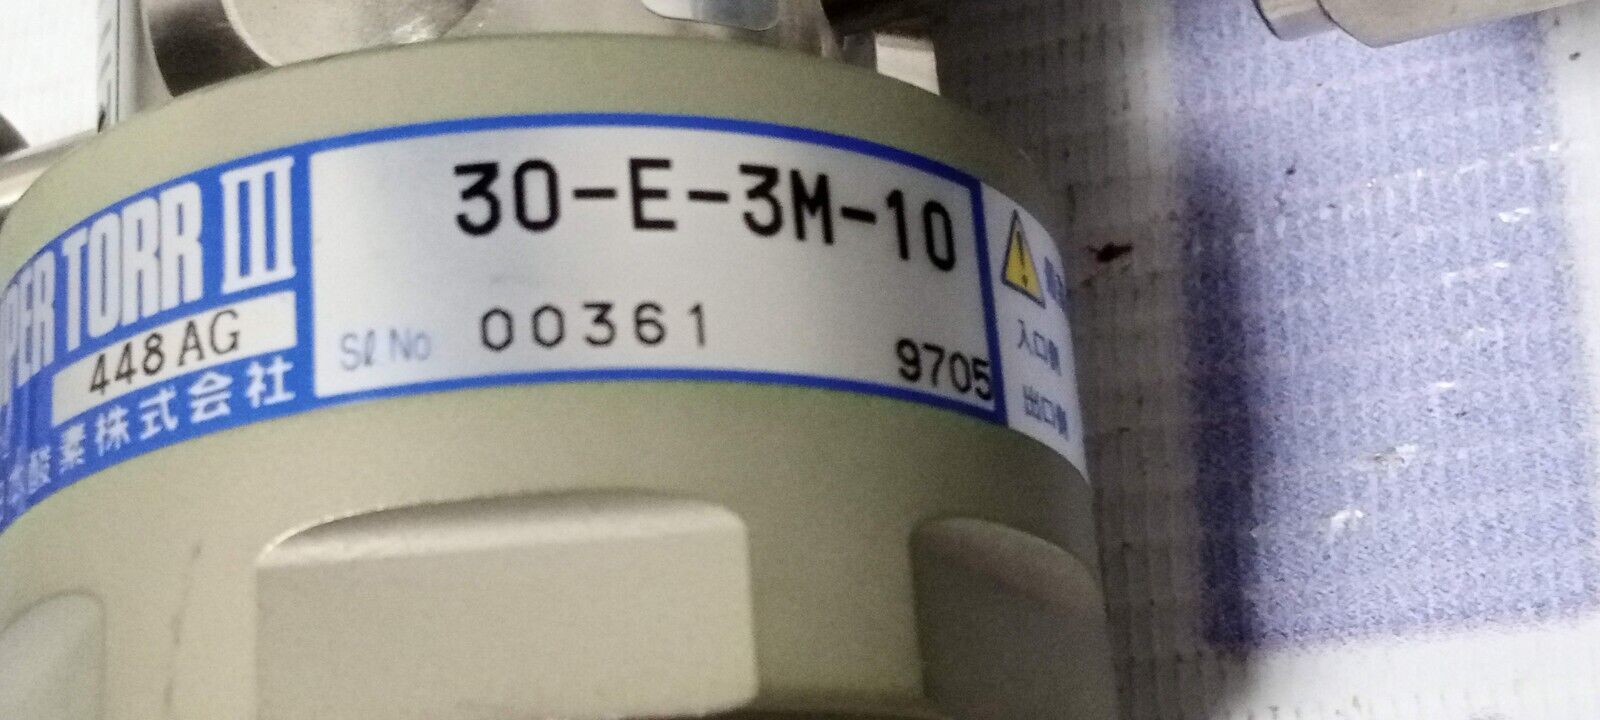 TORR III
448 AG
酸素株式会社
30-E-3M-10
Sl. No 00361
9705
入口側
出口側